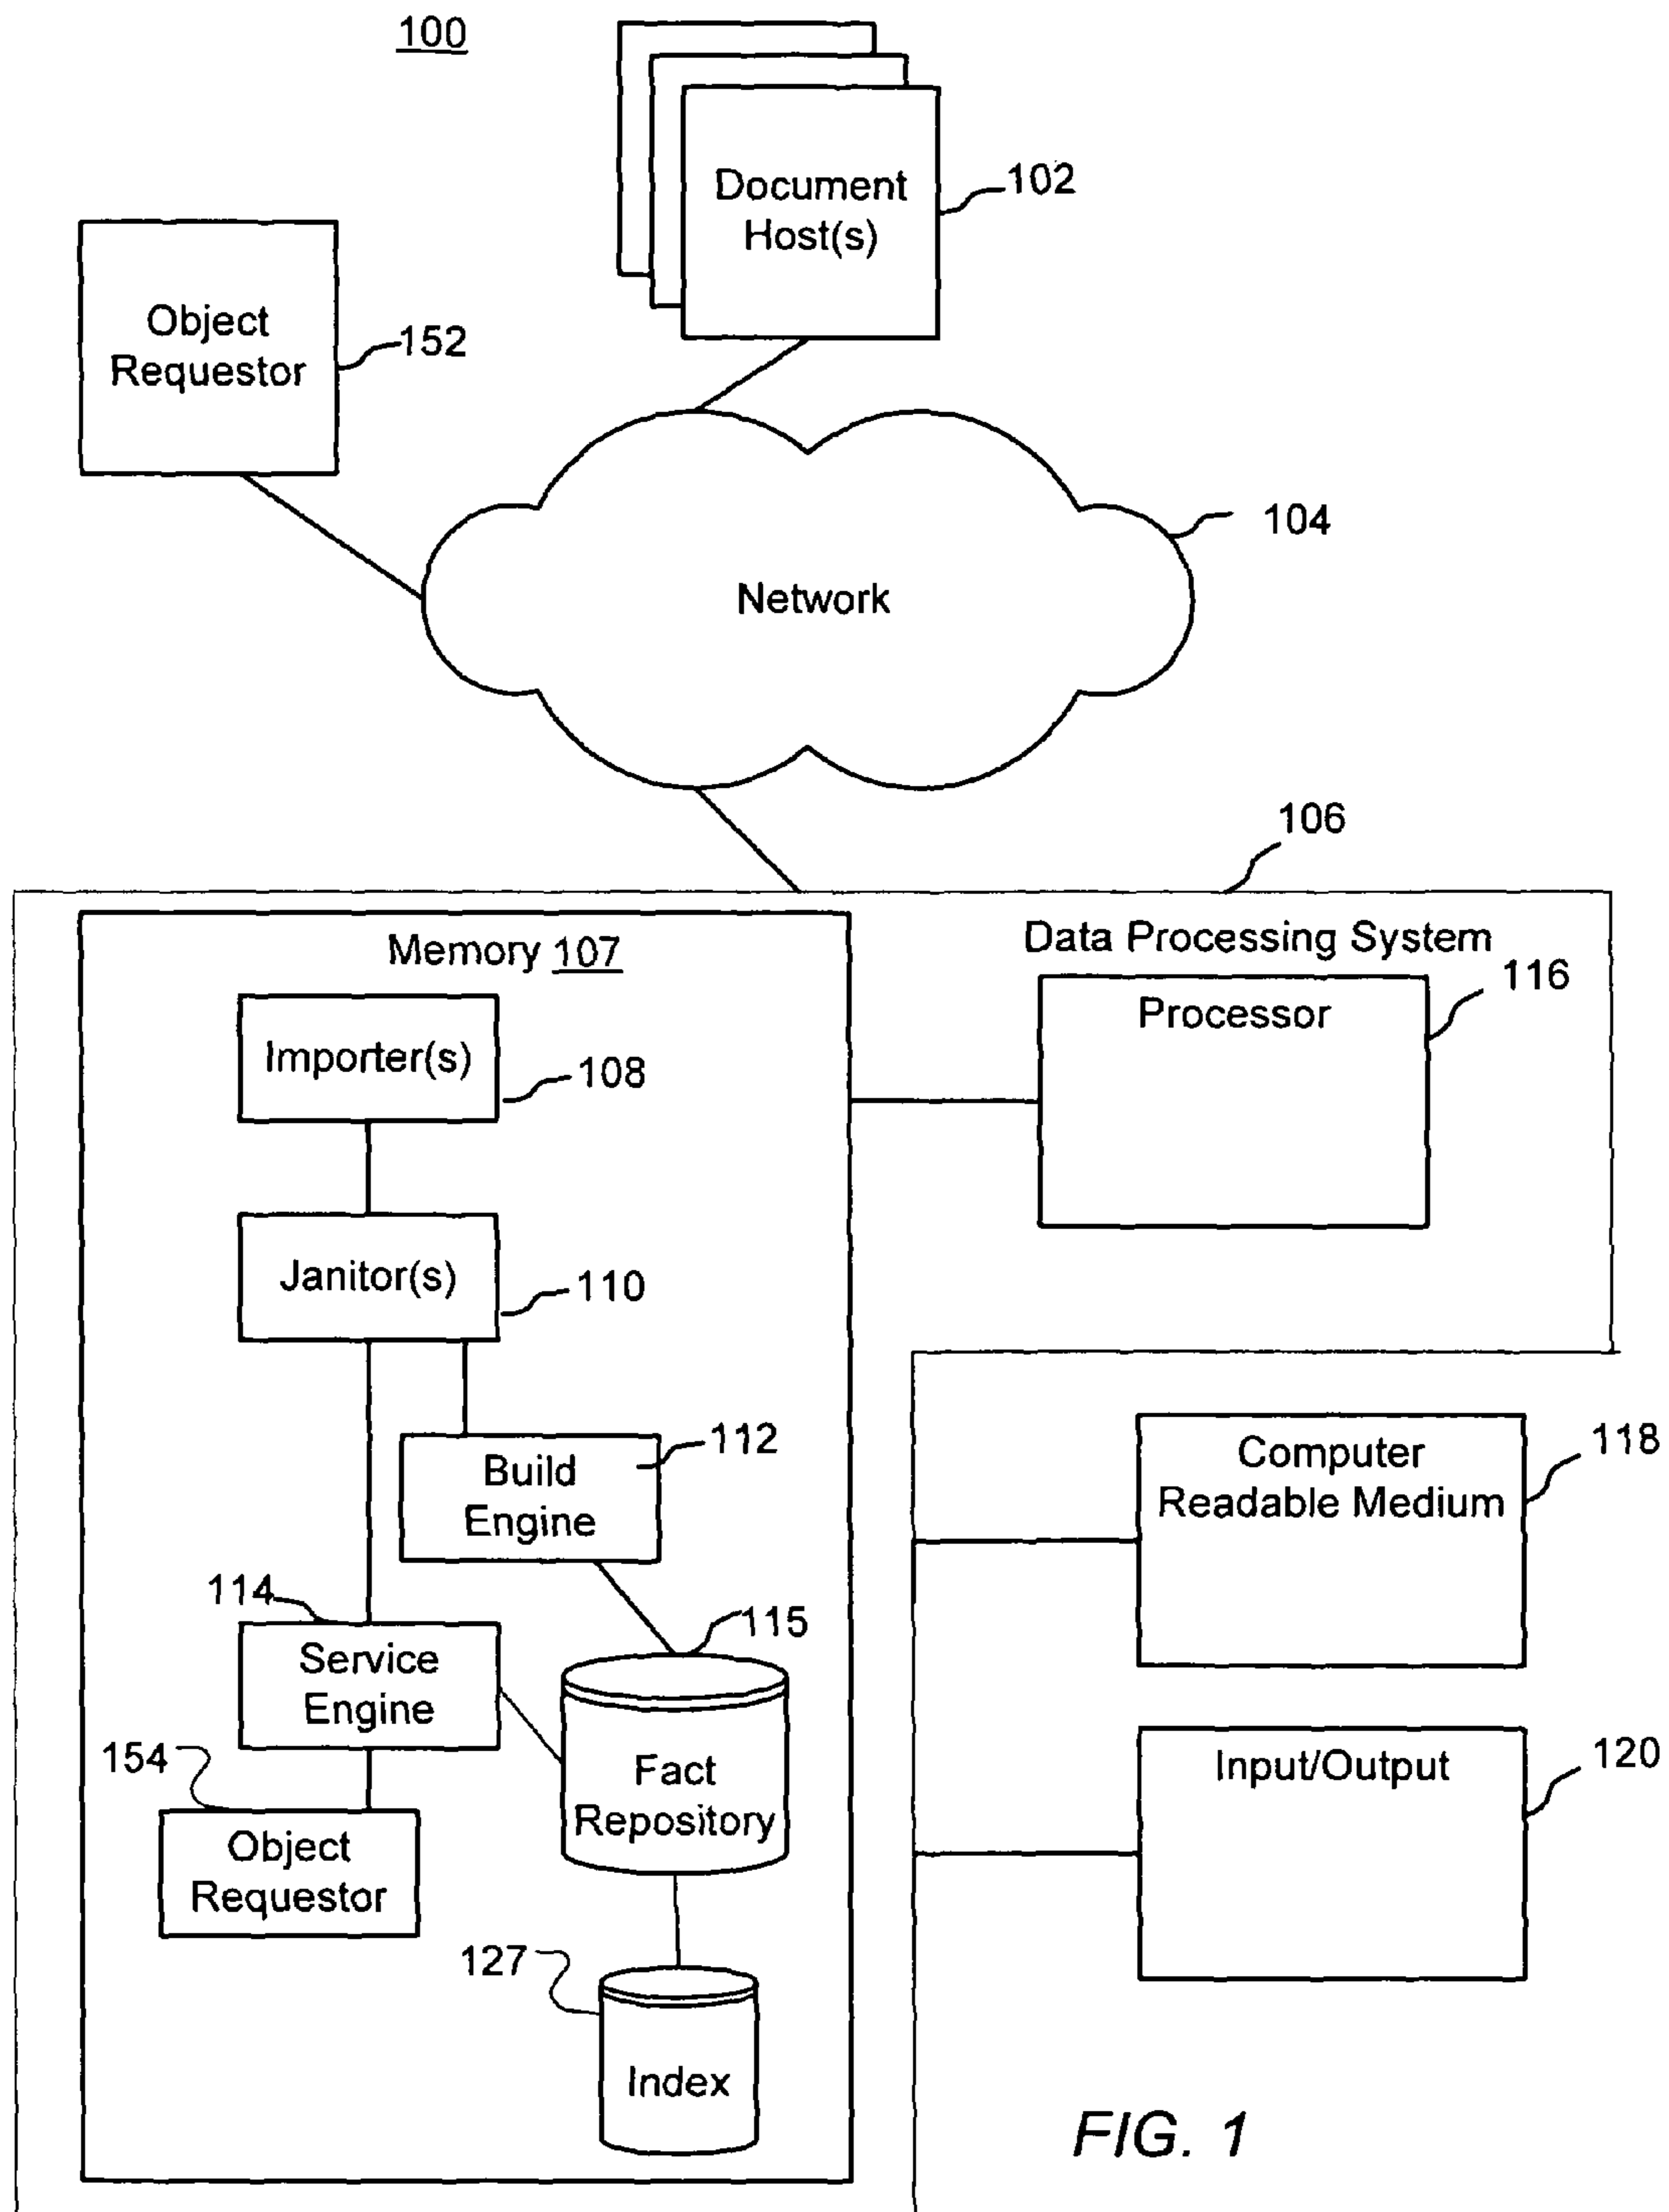 100
Document
Host(s)
102
Object
Requestor
152
104
Network
106
Memory 107
Data Processing System
116
Processor
Importer(s)
108
Janitor(s)
110
112
Build
Engine
Computer
Readable Medium
118
114
115
Service
Engine
154
Fact
Repository
Input/Output
120
Object
Requestor
127
Index
FIG. 1